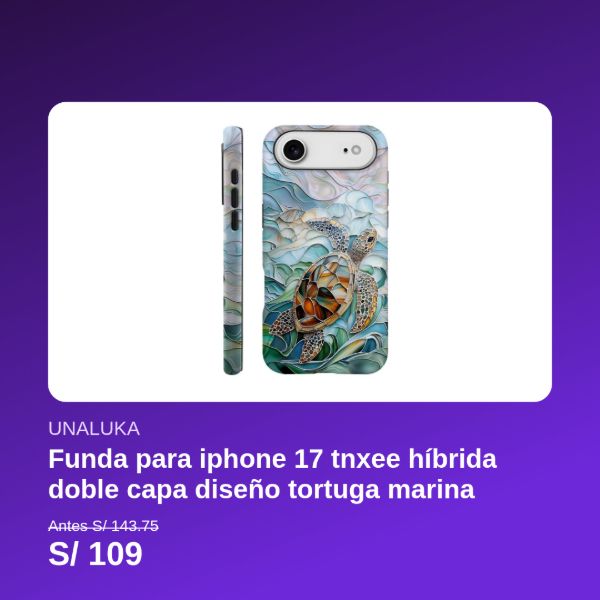 UNALUKA
Funda para iphone 17 tnxee híbrida
doble capa diseño tortuga marina
Antes S/ 143.75
S/ 109